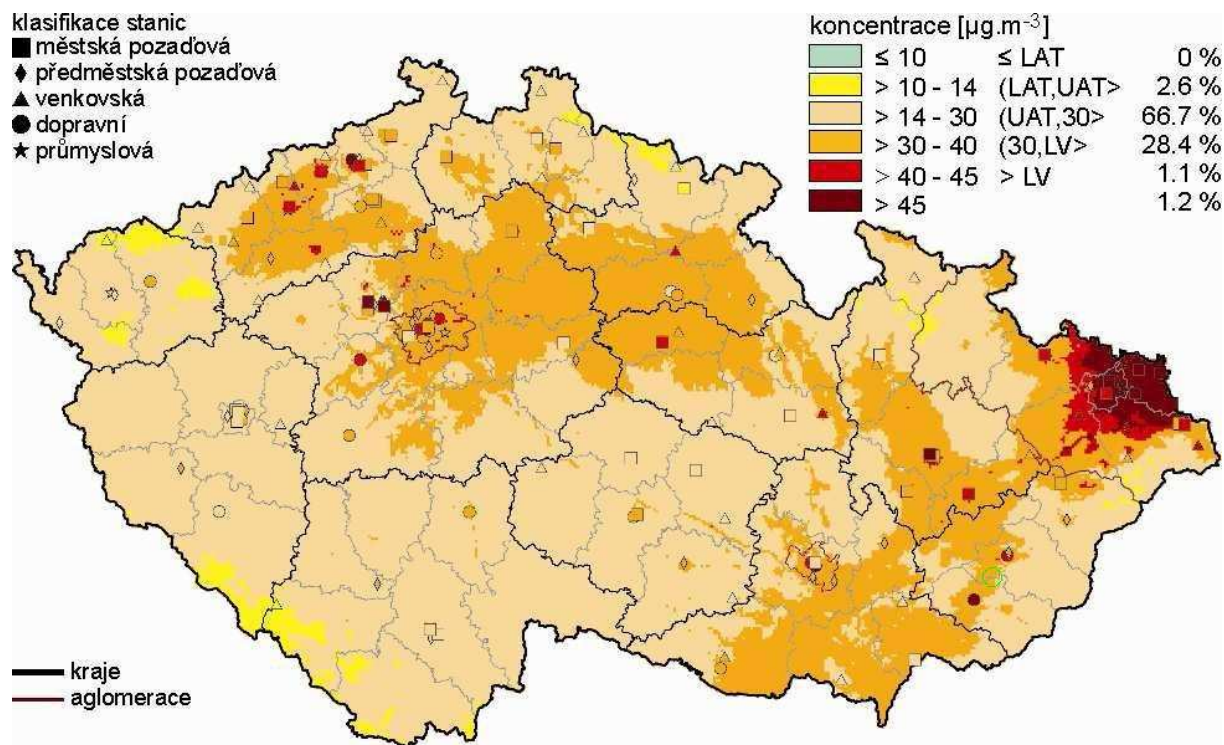 klasifikace stanic
městská pozaďová
předměstská pozaďová
venkovská
dopravní
průmyslová
koncentrace [µg.m-3]
≤ 10 ≤ LAT 0 %
> 10 - 14 (LAT,UAT> 2.6 %
> 14 - 30 (UAT,30> 66.7 %
> 30 - 40 (30,LV> 28.4 %
> 40 - 45 > LV 1.1 %
> 45 1.2 %
kraje
aglomerace